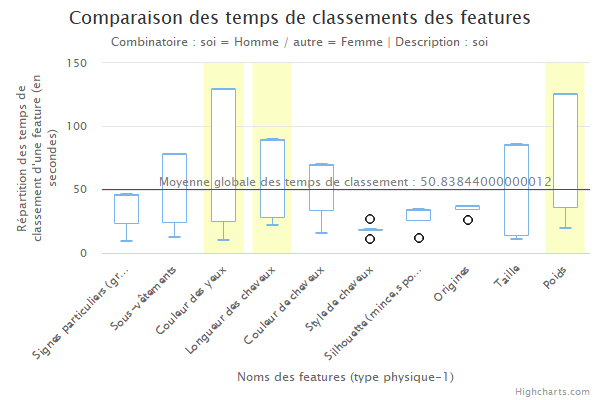 Comparaison des temps de classements des features
Combinatoire : soi = Homme / autre = Femme | Description : soi
Répartition des temps de
classement d'une feature (en
secondes)
150
100
50
0
Moyenne globale des temps de classement : 50.83844000000012
Signes particuliers (gr...
Sous-vêtements
Couleur des yeux
Longueur des cheveux
Couleur de cheveux
Style de cheveux
Silhouette (mince,s po...
Origines
Taille
Poids
Noms des features (type physique-1)
Highcharts.com